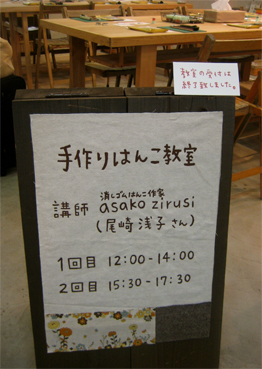 教室の受付は
終了致しました。
手作りはんこ教室
消しゴムはんこ作家
講師 asako zirusi
(尾崎浅子さん)
1回目 12:00-14:00
2回目 15:30-17:30